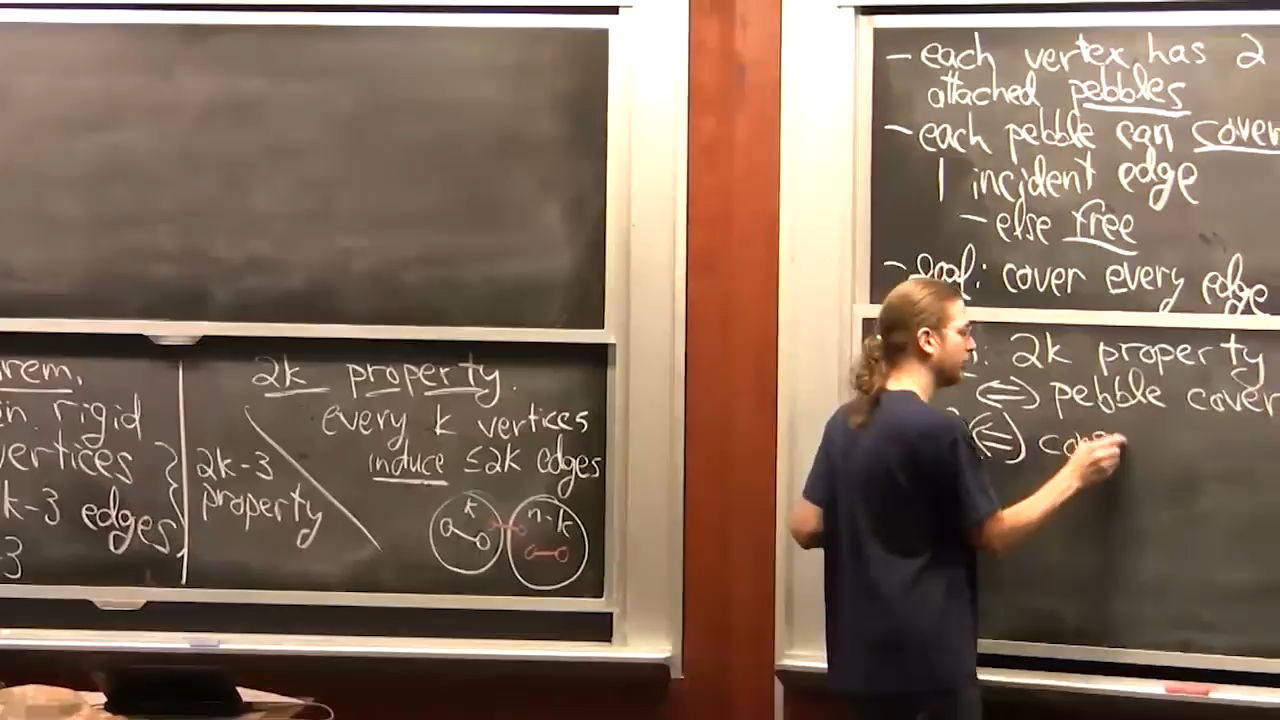 rem.
rigid
vertices
k-3 edges
-3
2k-3
property
2k property.
every k vertices
induce ≤2k edges
k
n-k
- each vertex has 2
attached pebbles
- each pebble can cover
1 incident edge
- else free
- goal: cover every edge
: 2k property
⇔ pebble cover
(⇐)